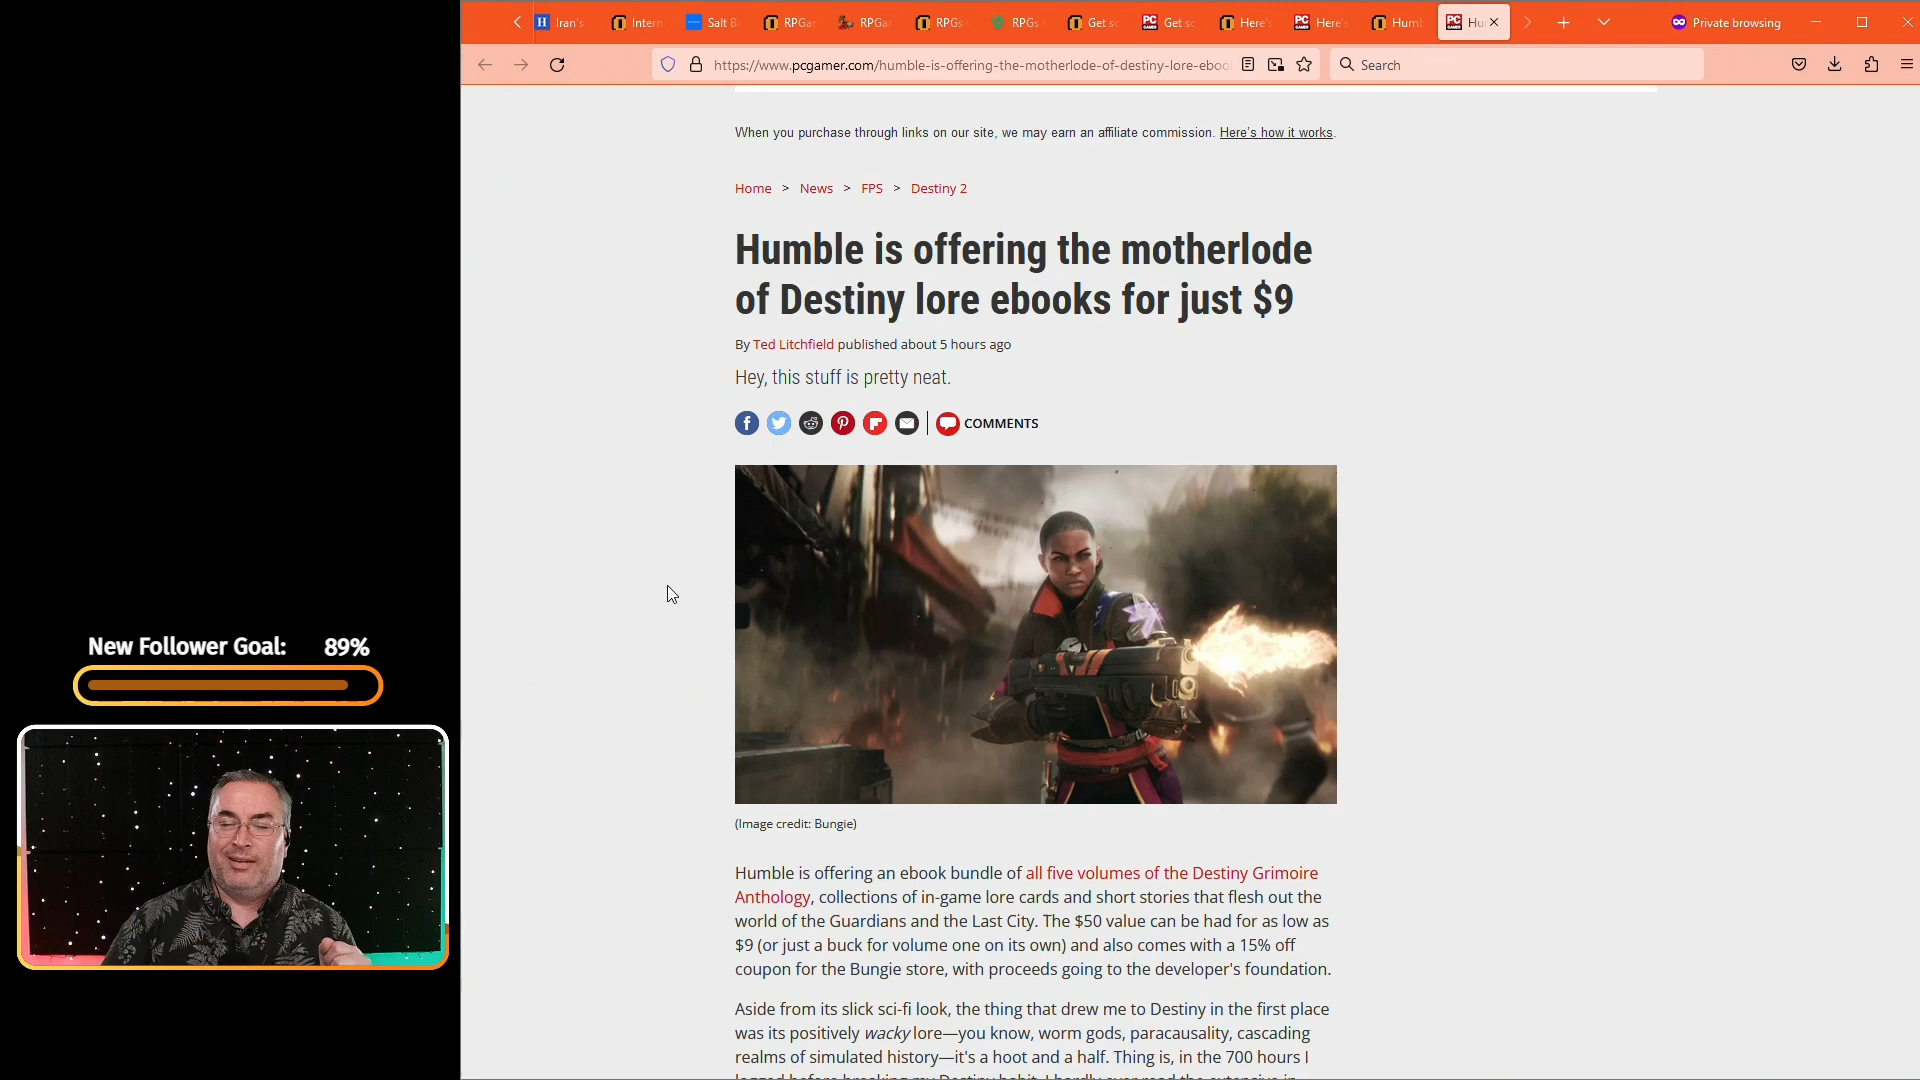 Iran's
Intern
Salt B
RPGar
RPGar
RPGs
RPGs
Get sc
Get sc
Here's
Here's
Humb
Hu
Private browsing
https://www.pcgamer.com/humble-is-offering-the-motherlode-of-destiny-lore-eboo
Search
When you purchase through links on our site, we may earn an affiliate commission. Here's how it works.
Home > News > FPS > Destiny 2
Humble is offering the motherlode
of Destiny lore ebooks for just $9
By Ted Litchfield published about 5 hours ago
Hey, this stuff is pretty neat.
COMMENTS
New Follower Goal: 89%
(Image credit: Bungie)
Humble is offering an ebook bundle of all five volumes of the Destiny Grimoire
Anthology, collections of in-game lore cards and short stories that flesh out the
world of the Guardians and the Last City. The $50 value can be had for as low as
$9 (or just a buck for volume one on its own) and also comes with a 15% off
coupon for the Bungie store, with proceeds going to the developer's foundation.
Aside from its slick sci-fi look, the thing that drew me to Destiny in the first place
was its positively wacky lore—you know, worm gods, paracausality, cascading
realms of simulated history—it's a hoot and a half. Thing is, in the 700 hours I